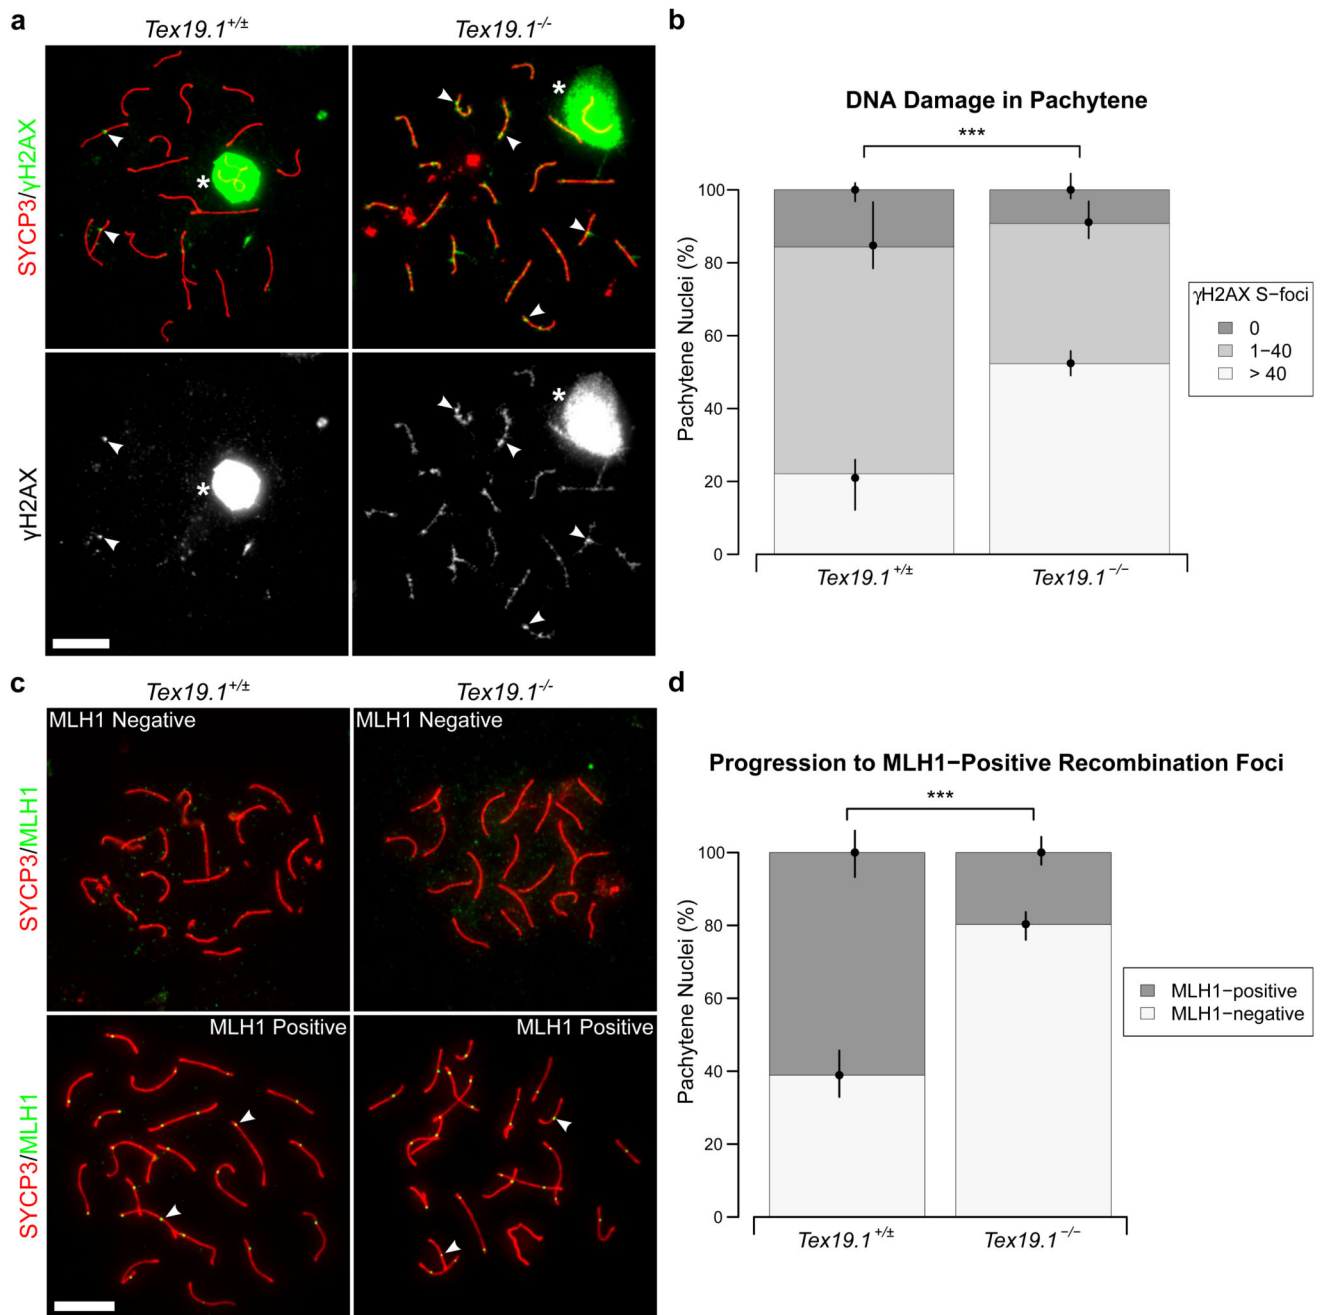 a
Tex19.1+/±
Tex19.1-/-
SYCP3/γH2AX
*
*
γH2AX
*
*
b
DNA Damage in Pachytene
***
Pachytene Nuclei (%)
100
80
60
40
20
0
Tex19.1+/±
Tex19.1−/−
γH2AX S−foci
0
1−40
> 40
c
Tex19.1+/±
Tex19.1-/-
SYCP3/MLH1
MLH1 Negative
MLH1 Negative
SYCP3/MLH1
MLH1 Positive
MLH1 Positive
d
Progression to MLH1−Positive Recombination Foci
***
Pachytene Nuclei (%)
100
80
60
40
20
0
Tex19.1+/±
Tex19.1−/−
MLH1−positive
MLH1−negative